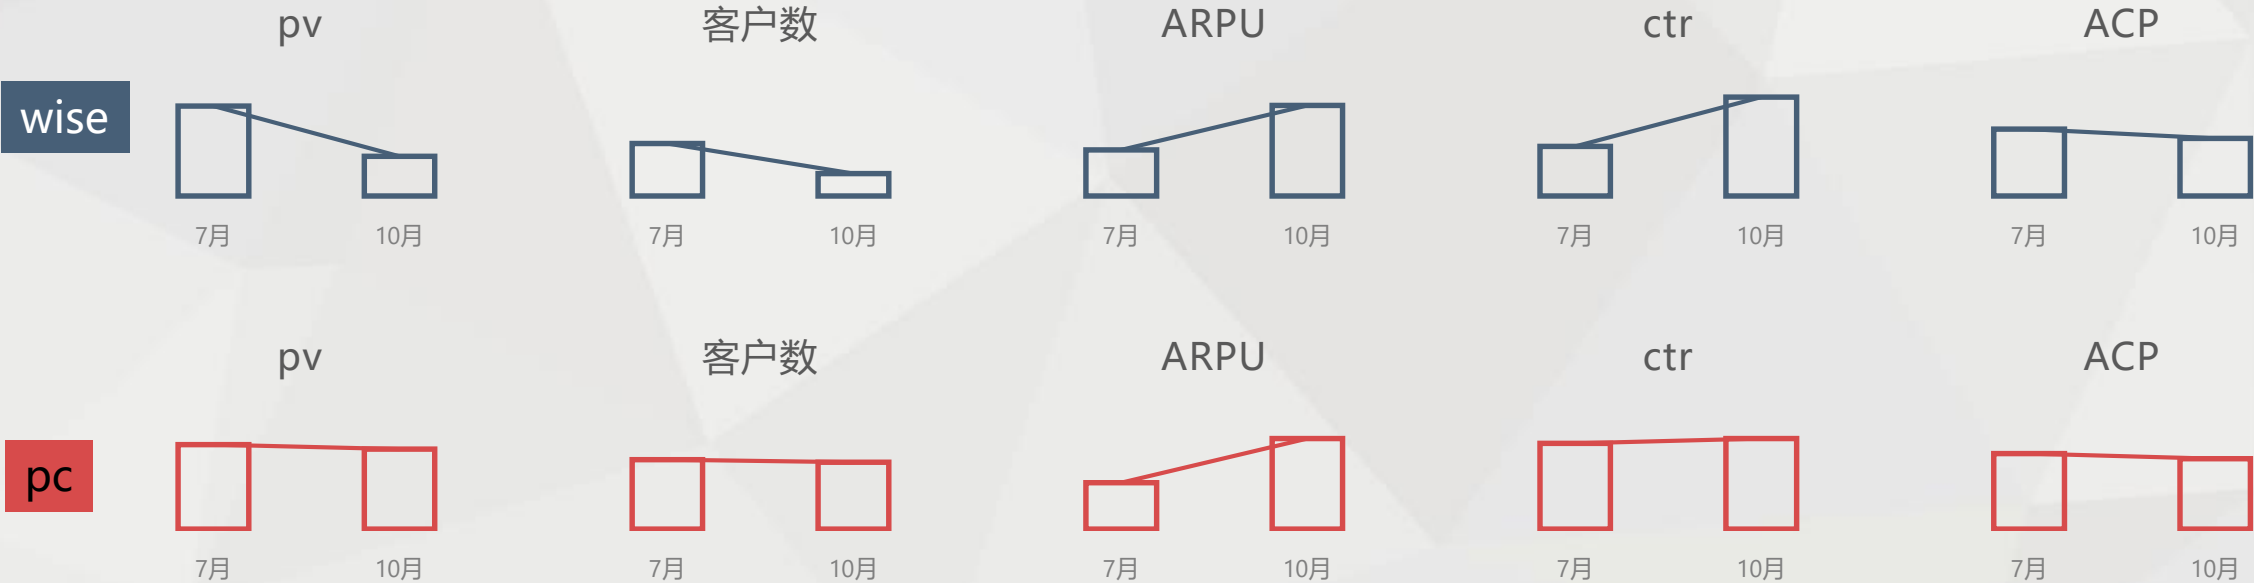 pv 客户数 ARPU ctr ACP
wise
7月 10月 7月 10月 7月 10月 7月 10月 7月 10月
pv 客户数 ARPU ctr ACP
pc
7月 10月 7月 10月 7月 10月 7月 10月 7月 10月